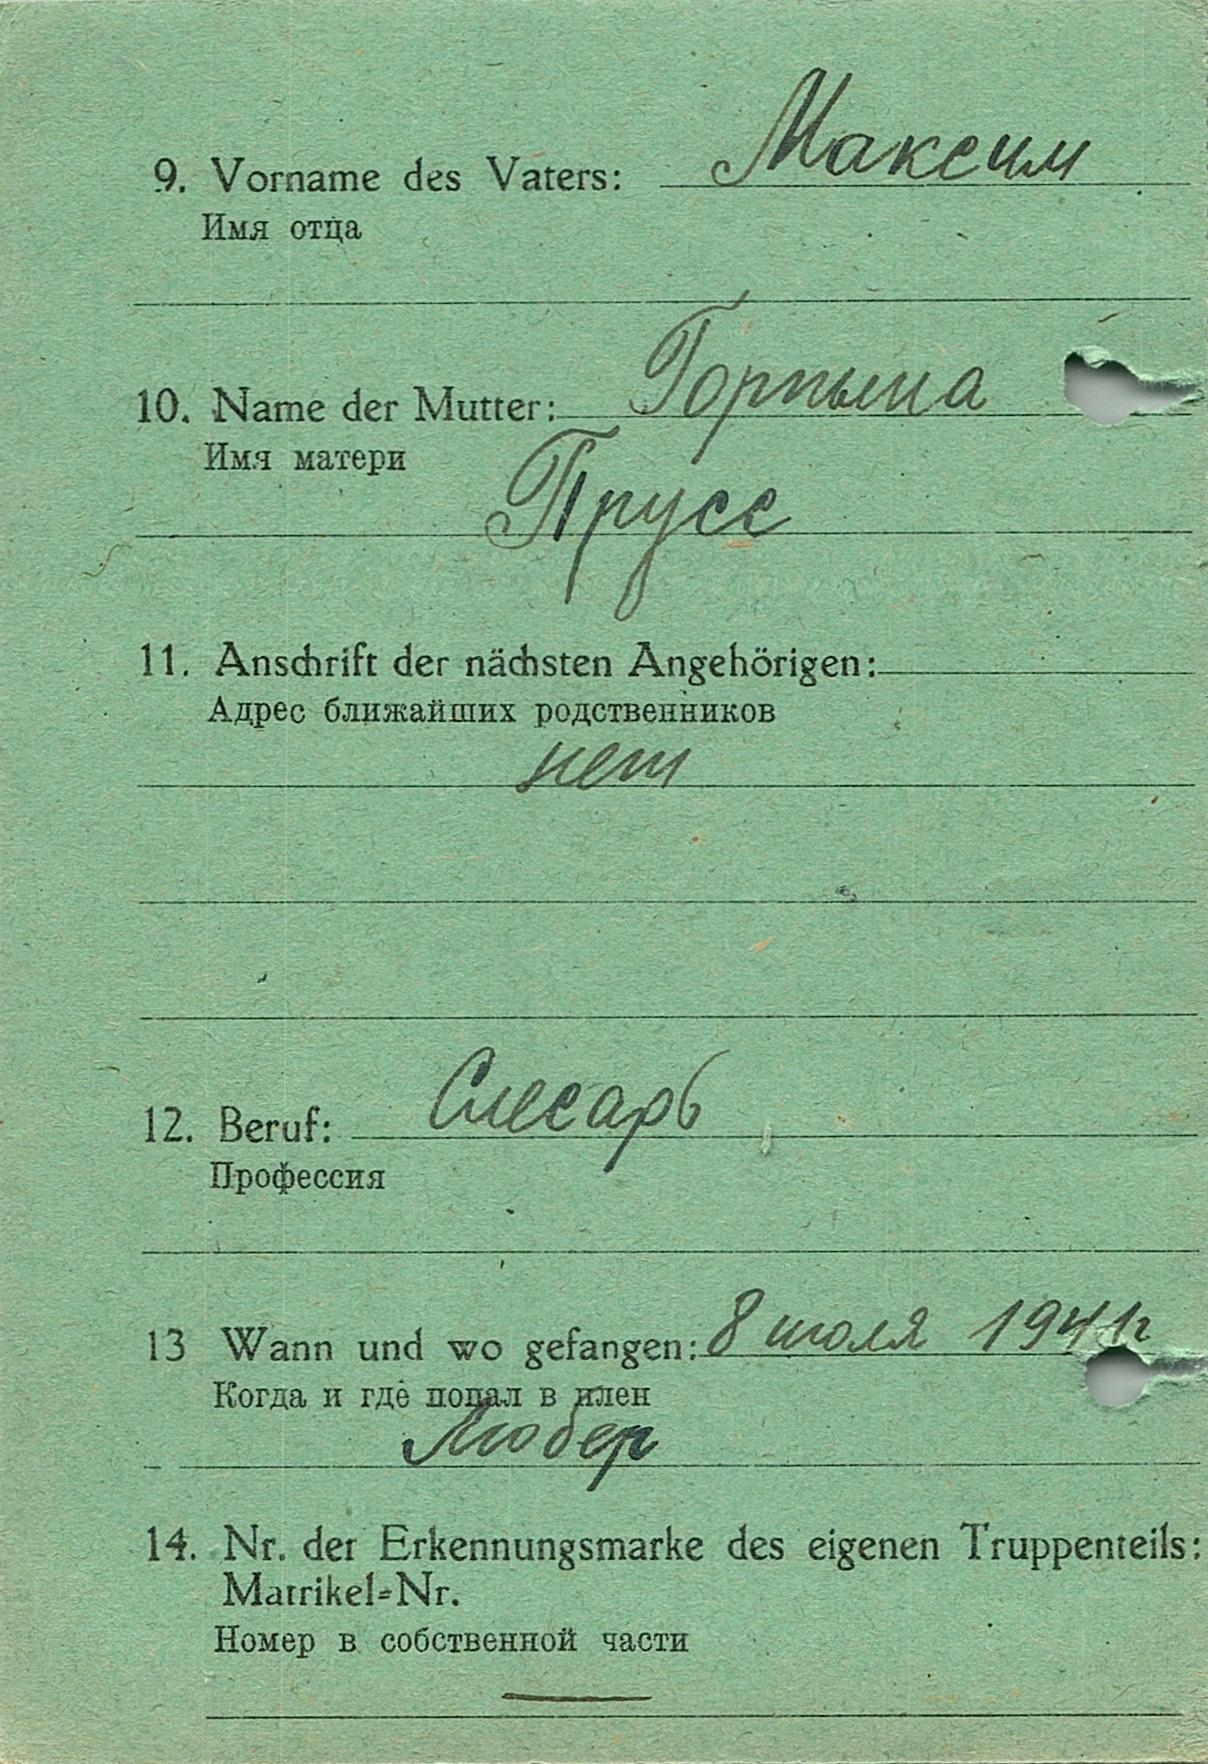 9. Vorname des Vaters: Максим
Имя отца
10. Name der Mutter: Горпына
Имя матери
Прусс
11. Anschrift der nächsten Angehörigen:
Адрес ближайших родственников
нет
12. Beruf: Слесарь
Профессия
13 Wann und wo gefangen: 8 июля 1941 г
Когда и где попал в плен
Любер
14. Nr. der Erkennungsmarke des eigenen Truppenteils:
Matrikel-Nr.
Номер в собственной части